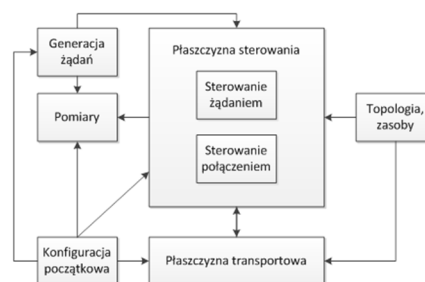 Generacja
żądań
Płaszczyzna sterowania
Sterowanie
żądaniem
Pomiary
Topologia,
zasoby
Sterowanie
połączeniem
Konfiguracja
początkowa
Płaszczyzna transportowa